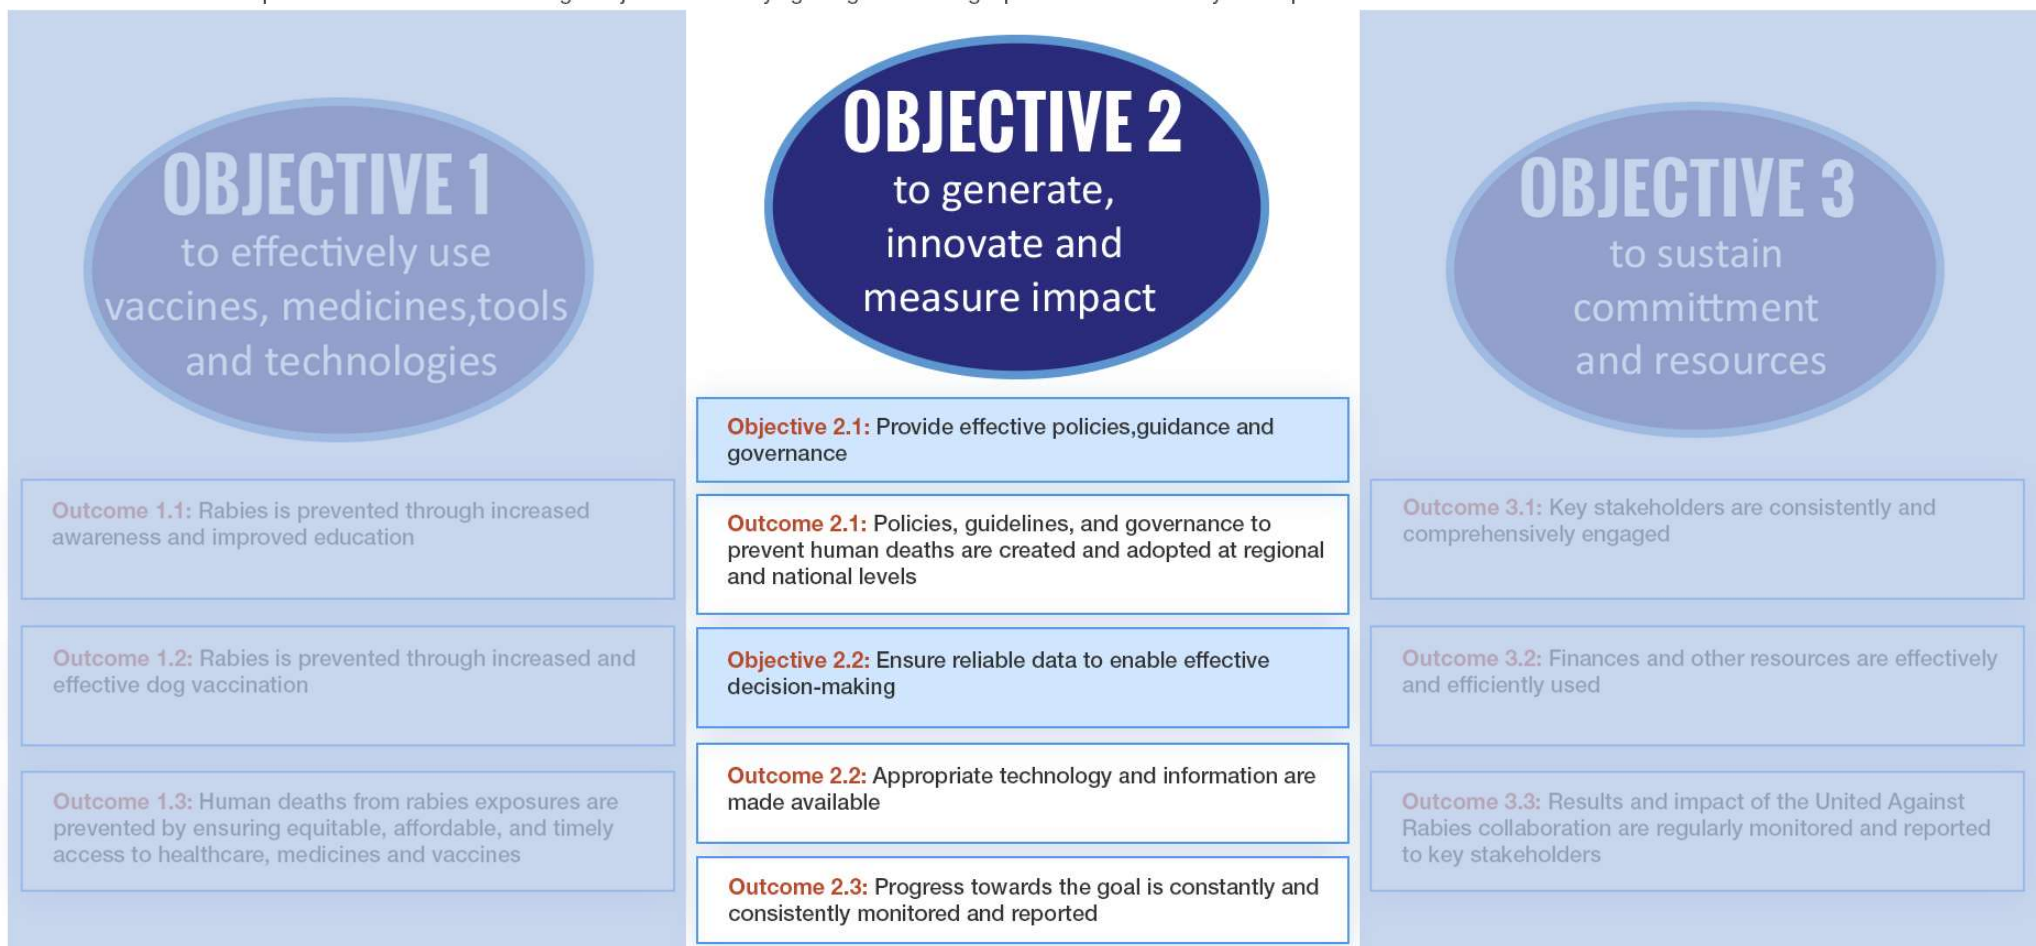 OBJECTIVE 1
to effectively use
vaccines, medicines,tools
and technologies
Outcome 1.1: Rabies is prevented through increased
awareness and improved education
Outcome 1.2: Rabies is prevented through increased and
effective dog vaccination
Outcome 1.3: Human deaths from rabies exposures are
prevented by ensuring equitable, affordable, and timely
access to healthcare, medicines and vaccines
OBJECTIVE 2
to generate,
innovate and
measure impact
Objective 2.1: Provide effective policies,guidance and
governance
Outcome 2.1: Policies, guidelines, and governance to
prevent human deaths are created and adopted at regional
and national levels
Objective 2.2: Ensure reliable data to enable effective
decision-making
Outcome 2.2: Appropriate technology and information are
made available
Outcome 2.3: Progress towards the goal is constantly and
consistently monitored and reported
OBJECTIVE 3
to sustain
committment
and resources
Outcome 3.1: Key stakeholders are consistently and
comprehensively engaged
Outcome 3.2: Finances and other resources are effectively
and efficiently used
Outcome 3.3: Results and impact of the United Against
Rabies collaboration are regularly monitored and reported
to key stakeholders